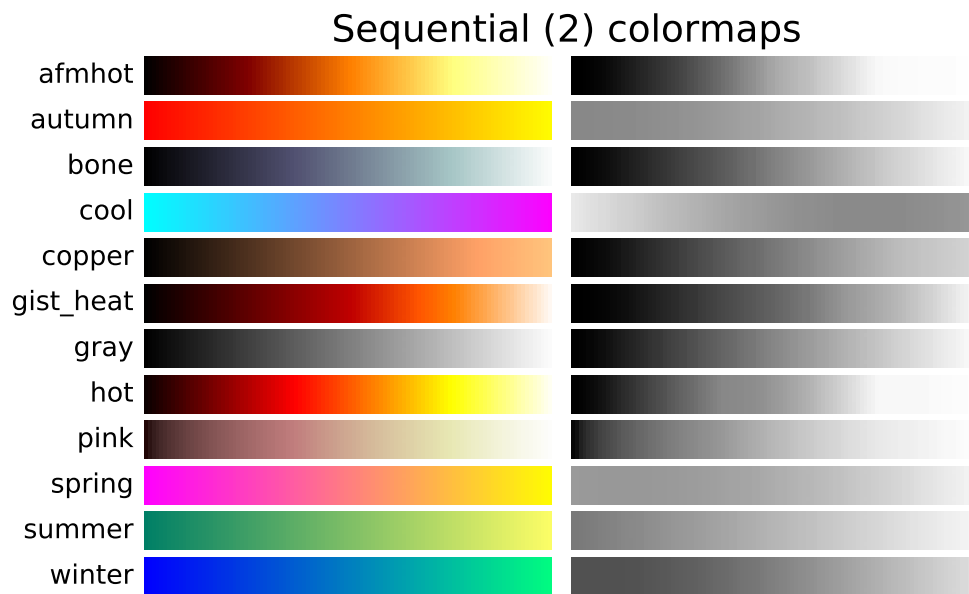 Sequential (2) colormaps
afmhot
autumn
bone
cool
copper
gist_heat
gray
hot
pink
spring
summer
winter